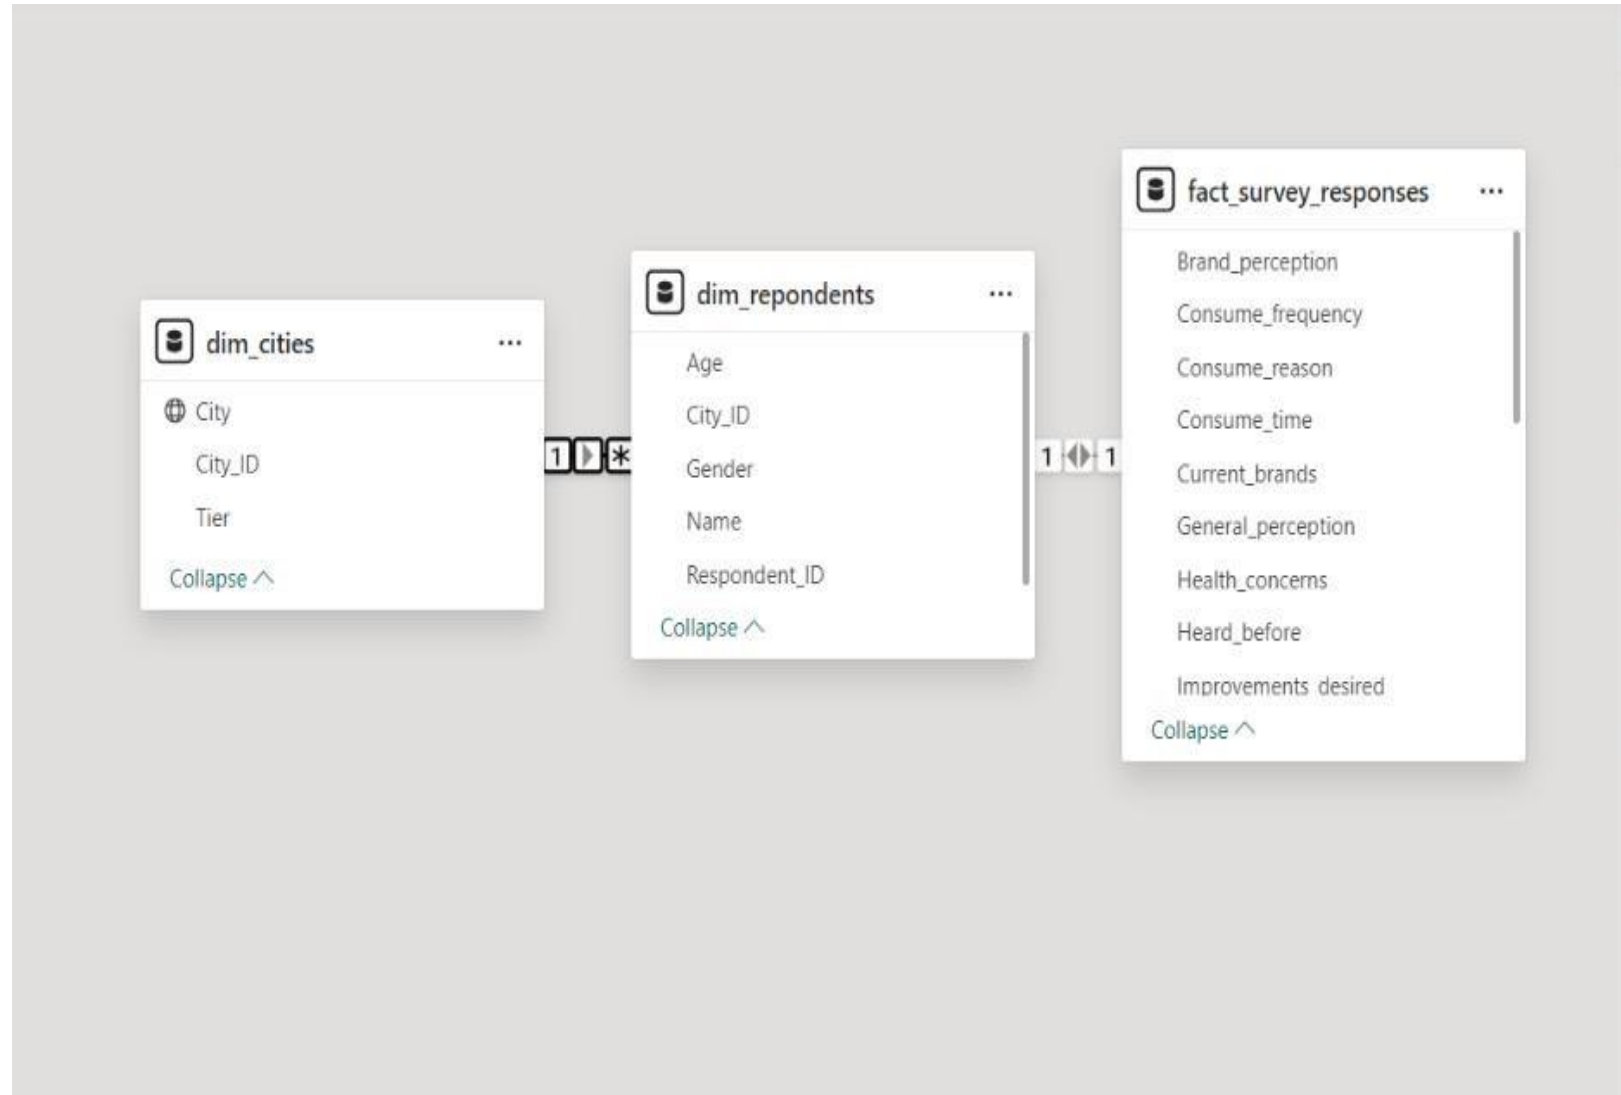 dim_cities
City
City_ID
Tier
Collapse
1 *
dim_repondents
Age
City_ID
Gender
Name
Respondent_ID
Collapse
1 1
fact_survey_responses
Brand_perception
Consume_frequency
Consume_reason
Consume_time
Current_brands
General_perception
Health_concerns
Heard_before
Improvements_desired
Collapse